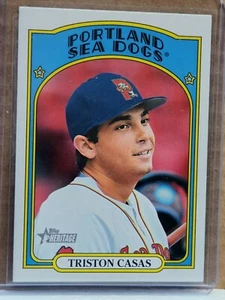 PORTLAND
SEA DOGS
P
Topps
HERITAGE
TRISTON CASAS